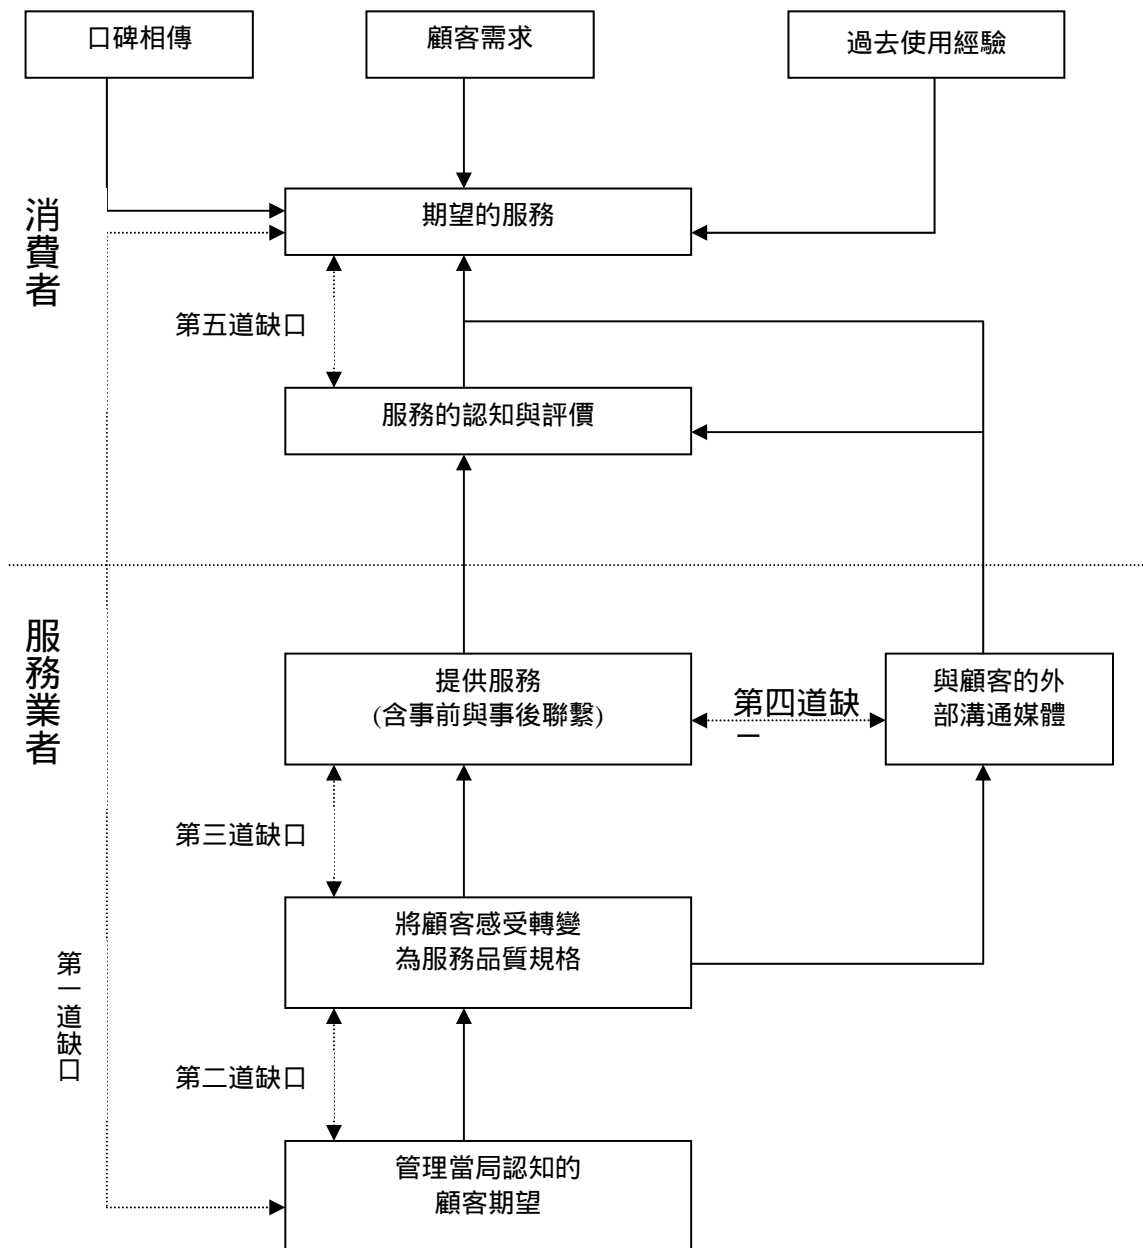 口碑相傳
顧客需求
過去使用經驗
消費者
期望的服務
第五道缺口
服務的認知與評價
服務業者
提供服務
(含事前與事後聯繫)
第四道缺
與顧客的外
部溝通媒體
第三道缺口
將顧客感受轉變
為服務品質規格
第一道缺口
第二道缺口
管理當局認知的
顧客期望